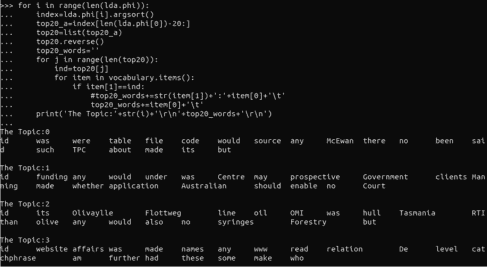 >>> for i in range(len(lda.phi)):
...     index=lda.phi[i].argsort()
...     top20_a=index[len(lda.phi[0])-20:]
...     top20=list(top20_a)
...     top20.reverse()
...     top20_words=''
...     for j in range(len(top20)):
...         ind=top20[j]
...         for item in vocabulary.items():
...             if item[1]==ind:
...                 #top20_words+=str(item[1])+':'+item[0]+'\t'
...                 top20_words+=item[0]+'\t'
...     print('The Topic:'+str(i)+'\r\n'+top20_words+'\r\n')
...
The Topic:0
id was were table file code would source any McEwan there no been sai
d such TPC about made its but
The Topic:1
id funding any would under was Centre may prospective Government clients Man
ning made whether application Australian should enable no Court
The Topic:2
id its Olivaylle Flottweg line oil OMI was hull Tasmania RTI
than olive any would also no syringes Forestry but
The Topic:3
id website affairs was made names any www read relation De level cat
chphrase am further had these some make who